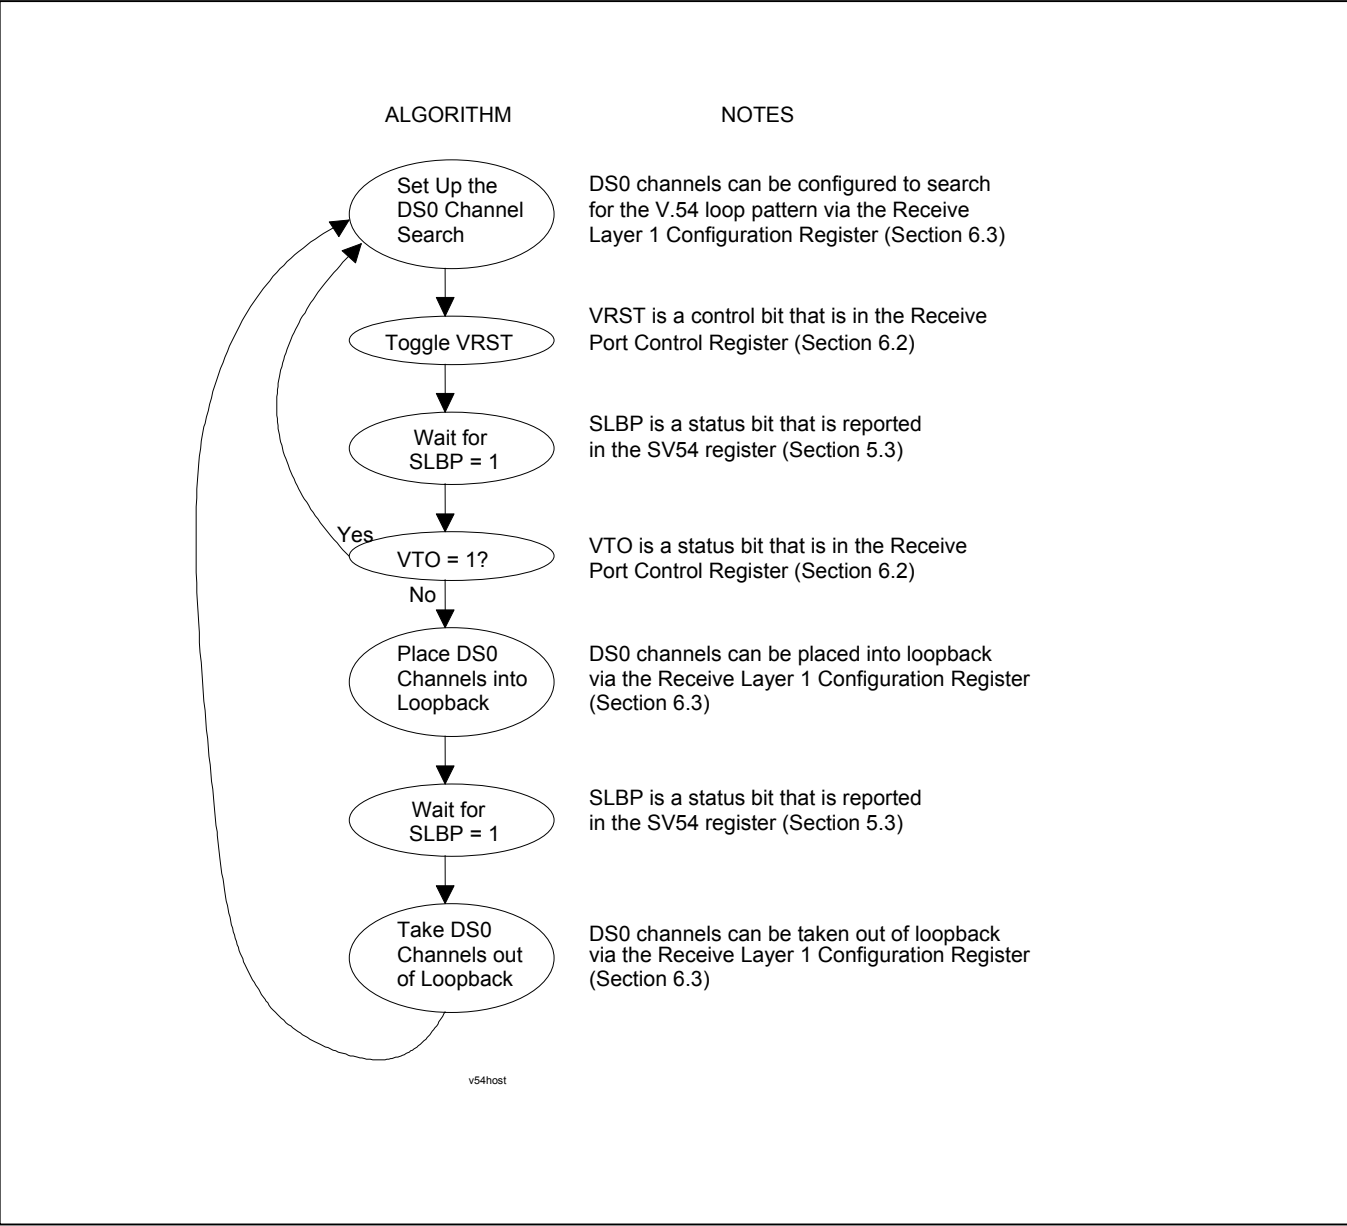 ALGORITHM
NOTES
Set Up the
DS0 Channel
Search
DS0 channels can be configured to search
for the V.54 loop pattern via the Receive
Layer 1 Configuration Register (Section 6.3)
Toggle VRST
VRST is a control bit that is in the Receive
Port Control Register (Section 6.2)
Wait for
SLBP = 1
SLBP is a status bit that is reported
in the SV54 register (Section 5.3)
Yes
VTO = 1?
VTO is a status bit that is in the Receive
Port Control Register (Section 6.2)
No
Place DS0
Channels into
Loopback
DS0 channels can be placed into loopback
via the Receive Layer 1 Configuration Register
(Section 6.3)
Wait for
SLBP = 1
SLBP is a status bit that is reported
in the SV54 register (Section 5.3)
Take DS0
Channels out
of Loopback
DS0 channels can be taken out of loopback
via the Receive Layer 1 Configuration Register
(Section 6.3)
v54host